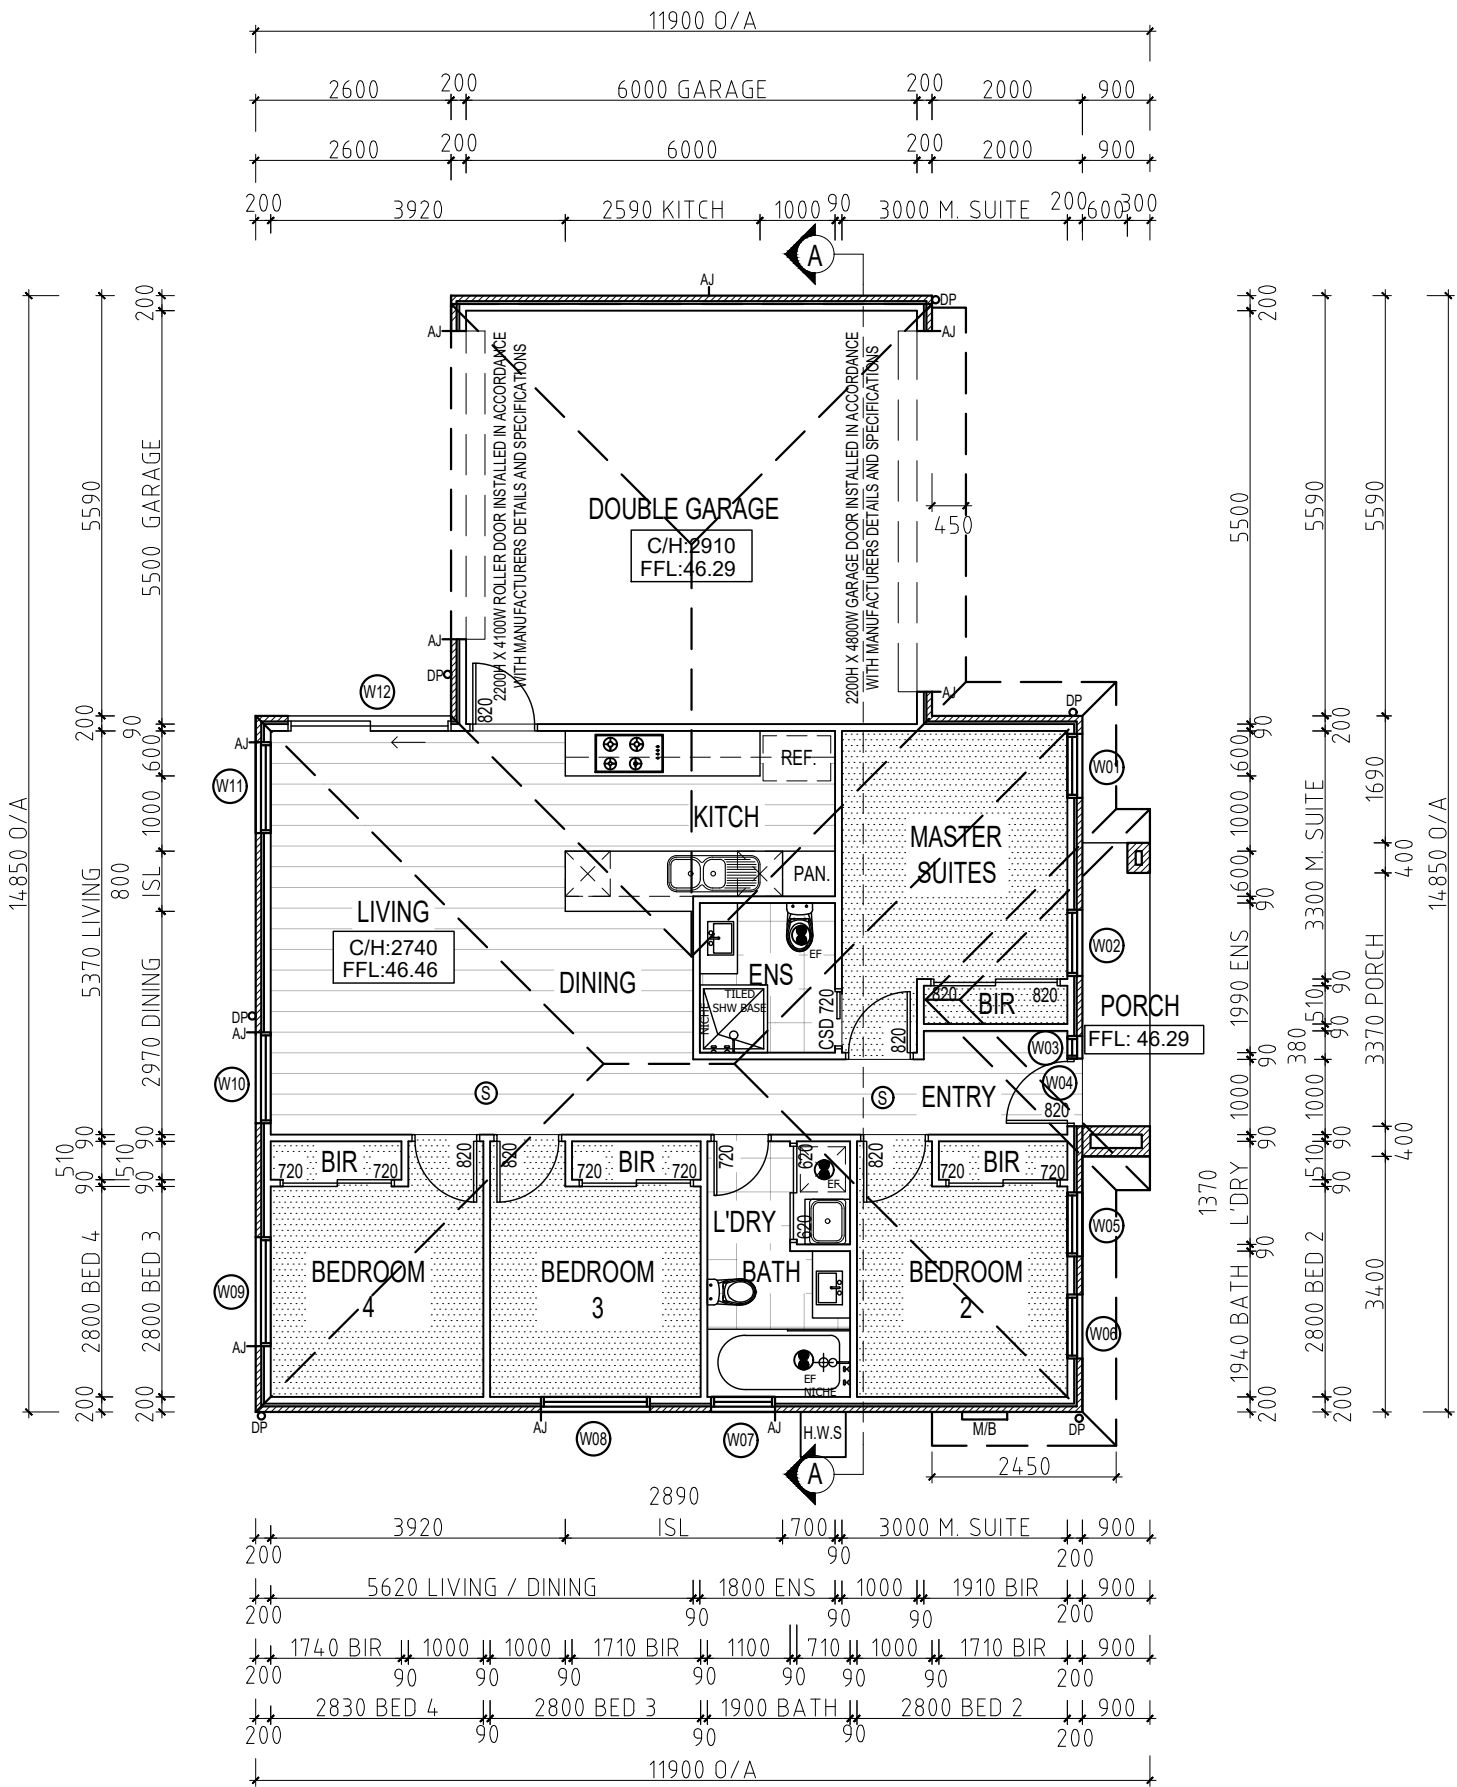 11900 O/A
2600 200 6000 GARAGE 200 2000 900
2600 200 6000 200 2000 900
200 3920 2590 KITCH 1000 90 3000 M. SUITE 200 600 300
A
AJ
DP
AJ
AJ
2200H X 4100W ROLLER DOOR INSTALLED IN ACCORDANCE
WITH MANUFACTURERS DETAILS AND SPECIFICATIONS
2200H X 4800W GARAGE DOOR INSTALLED IN ACCORDANCE
WITH MANUFACTURERS DETAILS AND SPECIFICATIONS
DOUBLE GARAGE
C/H:2910
FFL:46.29
450
AJ
DP
W12
820
AJ
DP
AJ
W11
REF.
W01
KITCH
MASTER
SUITES
PAN.
LIVING
C/H:2740
FFL:46.46
DINING
EF
ENS
W02
TILED
SHW BASE
NICHE
CSD 720
820
820
BIR
820
PORCH
FFL: 46.29
DP
AJ
W10
S
S
ENTRY
W03
W04
820
720
BIR
720
820
820
720
BIR
720
720
620
EF
620
820
720
BIR
720
L'DRY
W05
BEDROOM
4
BEDROOM
3
BATH
BEDROOM
2
W09
W06
AJ
EF
NICHE
DP
AJ
W08
W07
AJ
H.W.S
M/B
DP
A
2450
14850 O/A
5590 200 5370 LIVING 90 510 90 2800 BED 4 200
200 5500 GARAGE 90 600 1000 800 ISL 2970 DINING 90 510 90 2800 BED 3 200
200 5500 90 600 1000 600 90 1990 ENS 90 1000 90 1370 L'DRY 90 1940 BATH 200
5590 200 3300 M. SUITE 90 510 90 380 1000 90 510 90 2800 BED 2 200
5590 1690 400 3370 PORCH 400 3400
14850 O/A
200 3920 2890 ISL 700 90 3000 M. SUITE 200 900
200 5620 LIVING / DINING 90 1800 ENS 90 1000 90 1910 BIR 200 900
200 1740 BIR 90 1000 90 1000 90 1710 BIR 90 1100 90 710 90 1000 90 1710 BIR 200 900
200 2830 BED 4 90 2800 BED 3 90 1900 BATH 90 2800 BED 2 200 900
11900 O/A